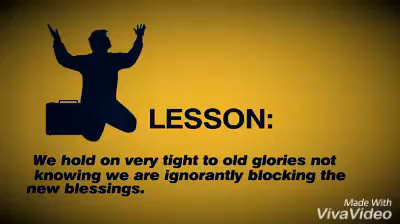 LESSON:
We hold on very tight to old glories not
knowing we are ignorantly blocking the
new blessings.
Made With
VivaVideo